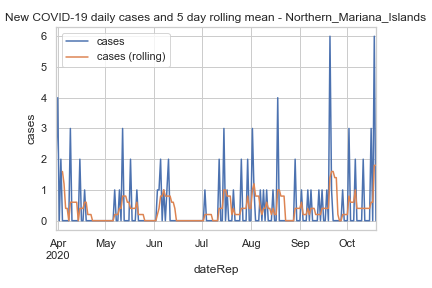 New COVID-19 daily cases and 5 day rolling mean - Northern_Mariana_Islands
cases
cases (rolling)
6
5
4
3
2
1
0
cases
Apr
2020
May
Jun
Jul
Aug
Sep
Oct
dateRep